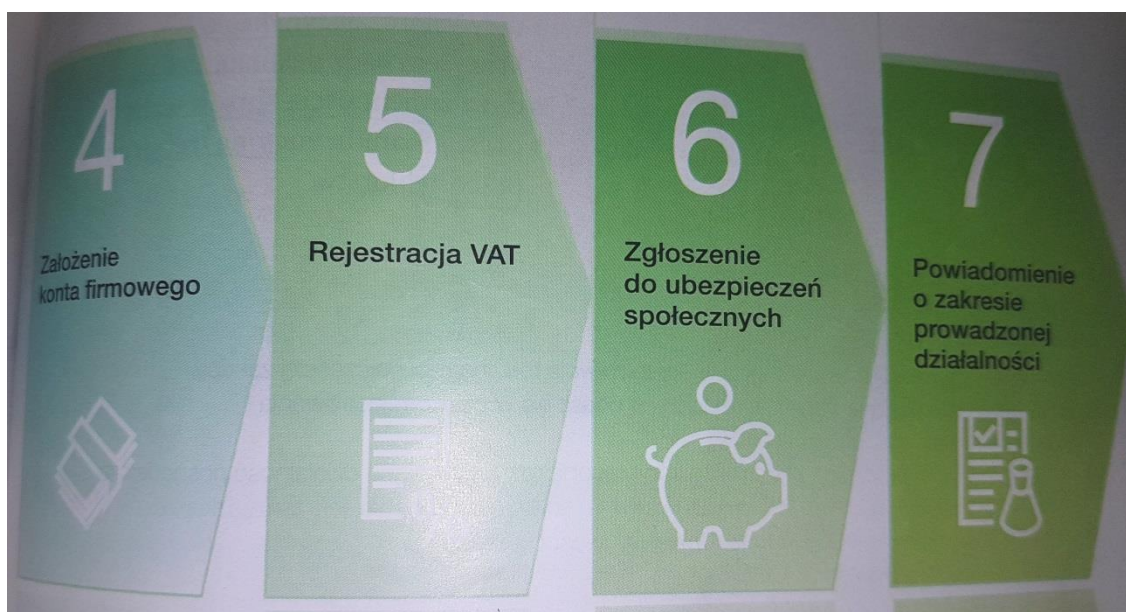 4
Założenie
konta firmowego
5
Rejestracja VAT
6
Zgłoszenie
do ubezpieczeń
społecznych
7
Powiadomienie
o zakresie
prowadzonej
działalności